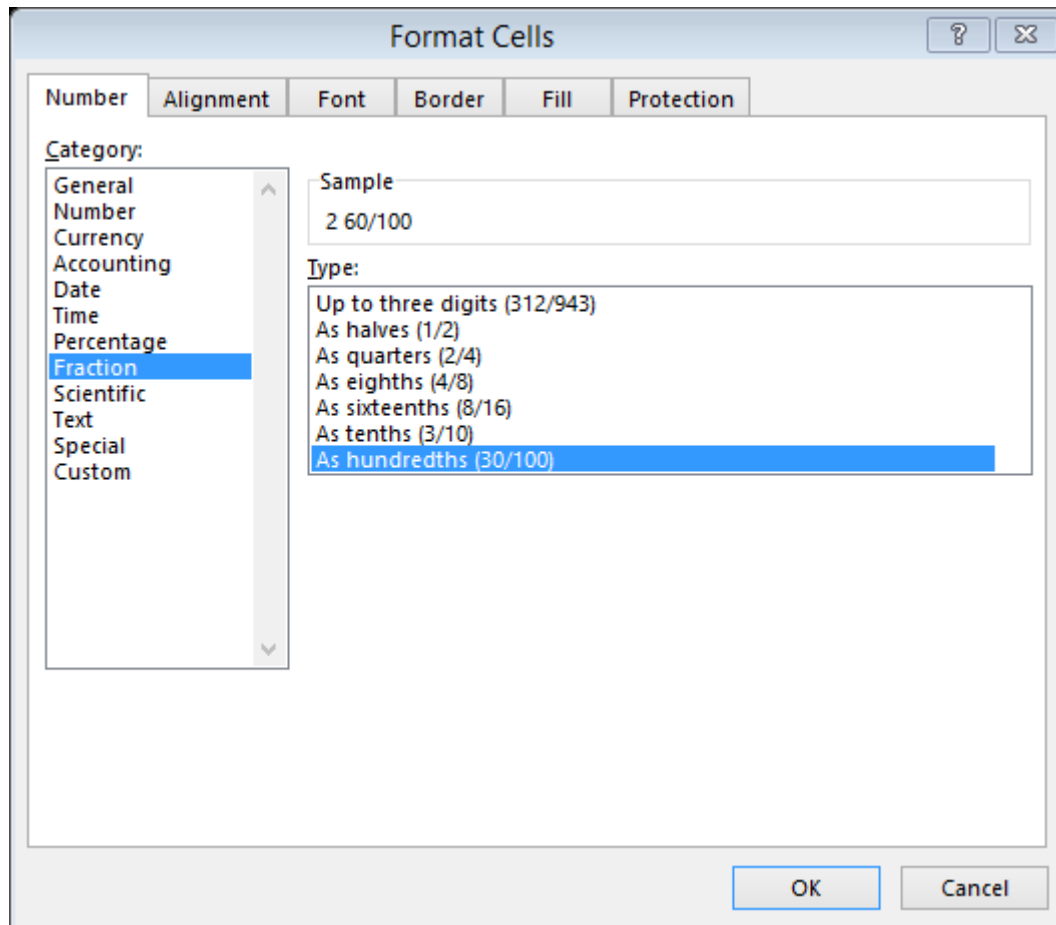 Format Cells
?
Number Alignment Font Border Fill Protection
Category:
General
Number
Currency
Accounting
Date
Time
Percentage
Fraction
Scientific
Text
Special
Custom
Sample
2 60/100
Type:
Up to three digits (312/943)
As halves (1/2)
As quarters (2/4)
As eighths (4/8)
As sixteenths (8/16)
As tenths (3/10)
As hundredths (30/100)
OK Cancel